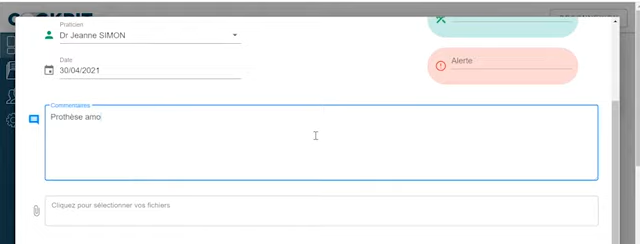 Praticien
Dr Jeanne SIMON
Date
30/04/2021
Alerte
Commentaires
Prothèse amo
Cliquez pour sélectionner vos fichiers